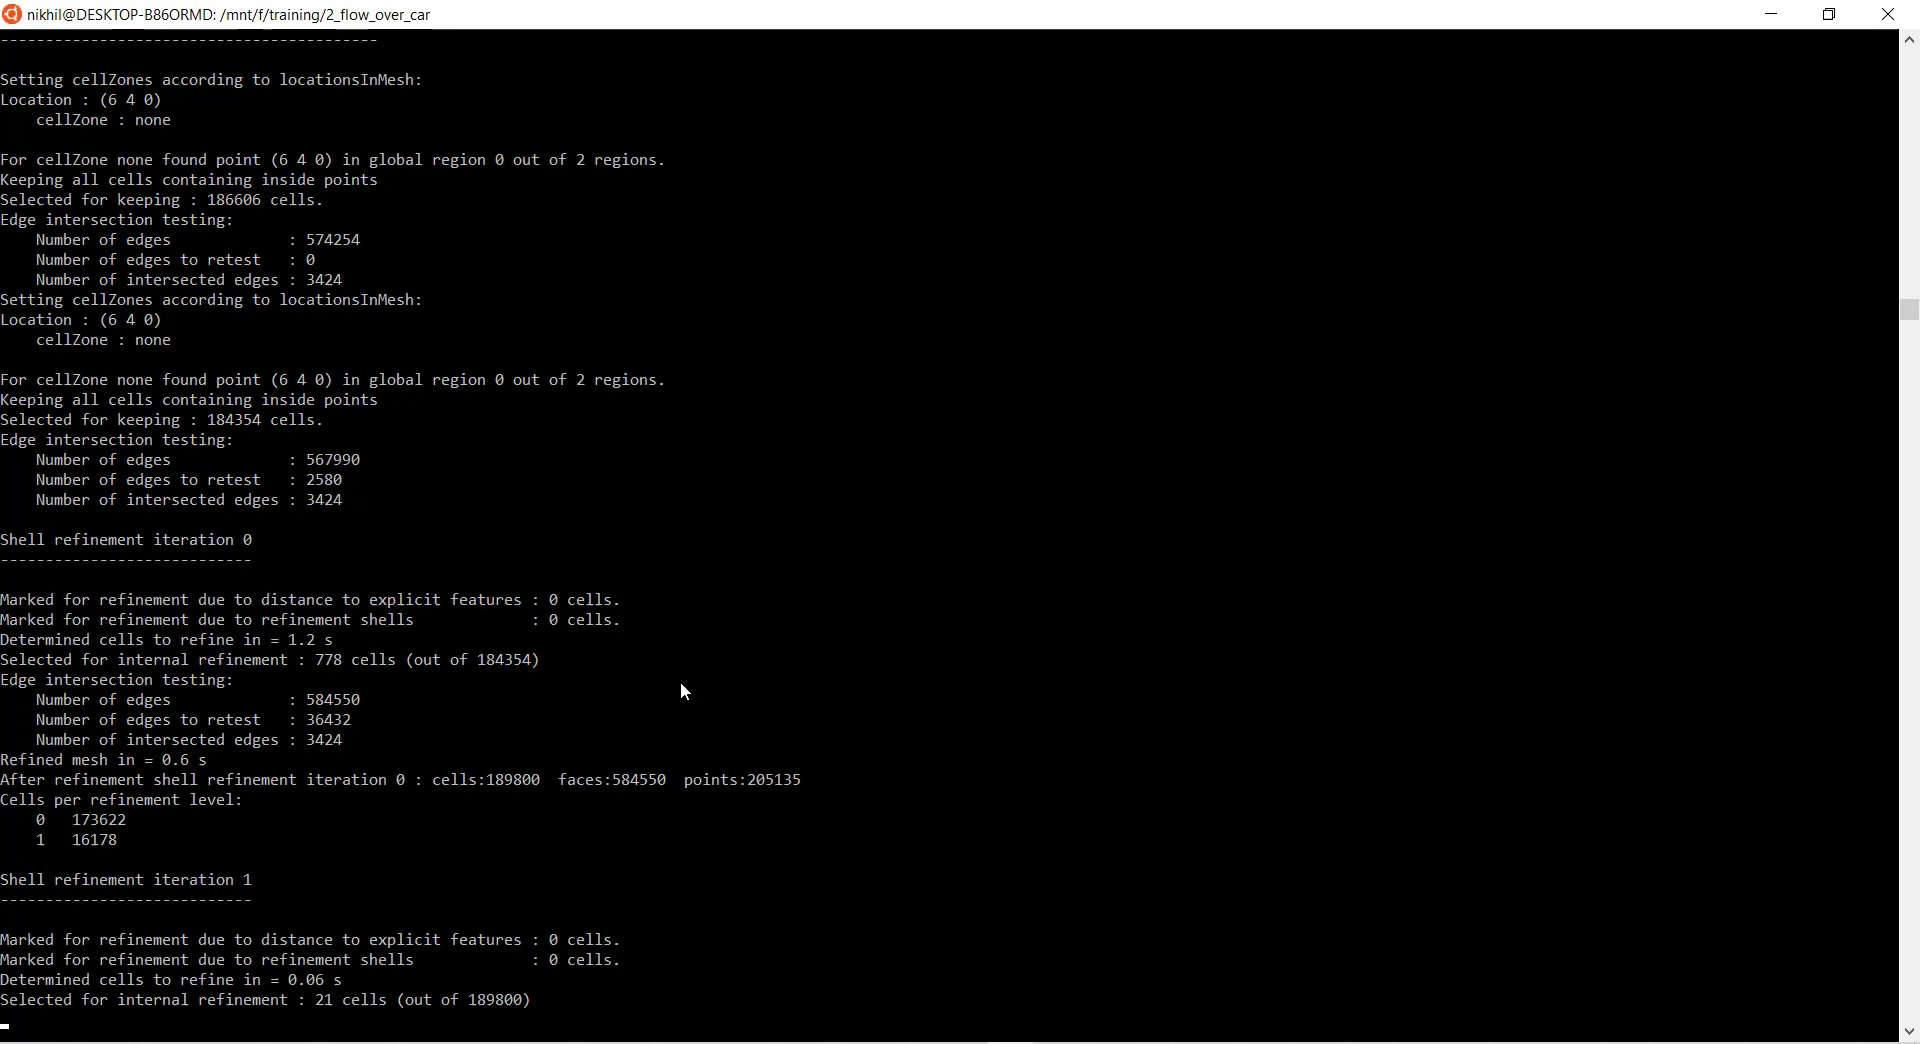 nikhil@DESKTOP-B86ORMD: /mnt/f/training/2_flow_over_car
------------------------------------------
Setting cellZones according to locationsInMesh:
Location : (6 4 0)
    cellZone : none
For cellZone none found point (6 4 0) in global region 0 out of 2 regions.
Keeping all cells containing inside points
Selected for keeping : 186606 cells.
Edge intersection testing:
    Number of edges             : 574254
    Number of edges to retest   : 0
    Number of intersected edges : 3424
Setting cellZones according to locationsInMesh:
Location : (6 4 0)
    cellZone : none
For cellZone none found point (6 4 0) in global region 0 out of 2 regions.
Keeping all cells containing inside points
Selected for keeping : 184354 cells.
Edge intersection testing:
    Number of edges             : 567990
    Number of edges to retest   : 2580
    Number of intersected edges : 3424
Shell refinement iteration 0
----------------------------
Marked for refinement due to distance to explicit features : 0 cells.
Marked for refinement due to refinement shells             : 0 cells.
Determined cells to refine in = 1.2 s
Selected for internal refinement : 778 cells (out of 184354)
Edge intersection testing:
    Number of edges             : 584550
    Number of edges to retest   : 36432
    Number of intersected edges : 3424
Refined mesh in = 0.6 s
After refinement shell refinement iteration 0 : cells:189800  faces:584550  points:205135
Cells per refinement level:
    0   173622
    1   16178
Shell refinement iteration 1
----------------------------
Marked for refinement due to distance to explicit features : 0 cells.
Marked for refinement due to refinement shells             : 0 cells.
Determined cells to refine in = 0.06 s
Selected for internal refinement : 21 cells (out of 189800)